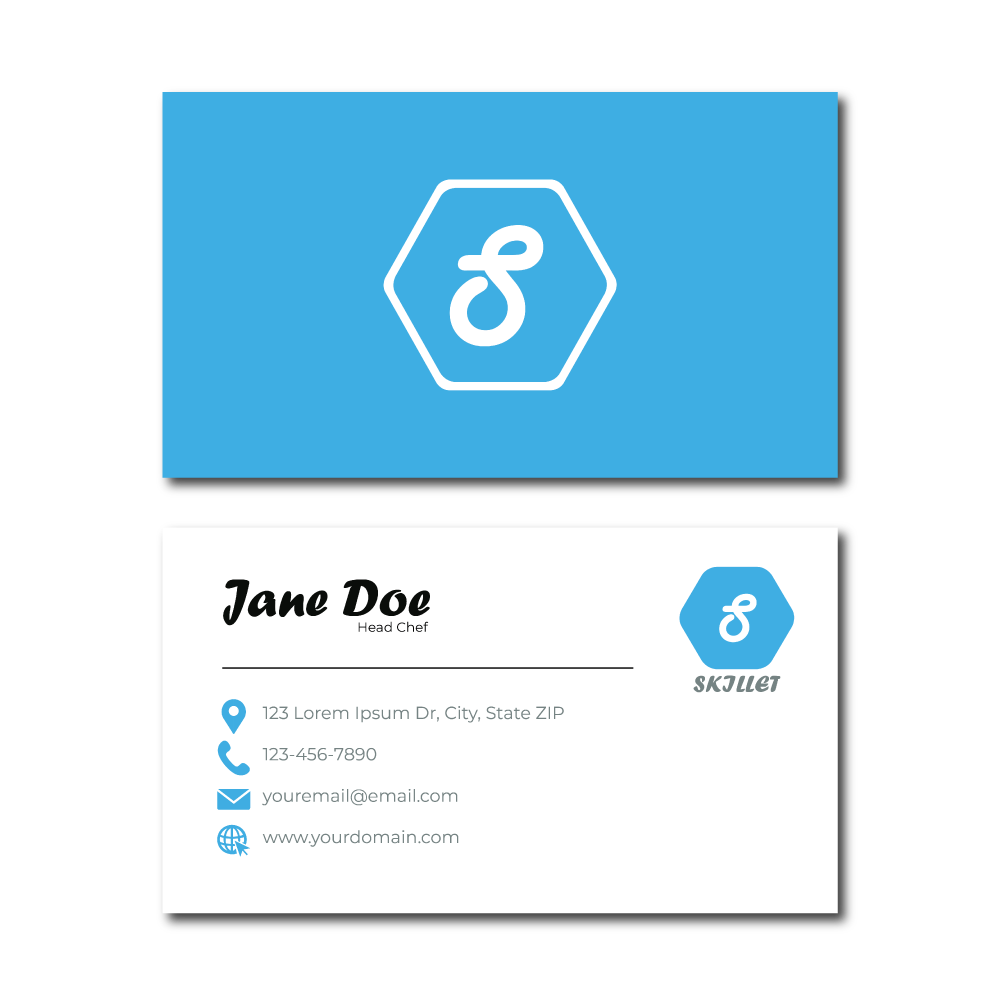 S
Jane Doe
Head Chef
S
SKILLET
123 Lorem Ipsum Dr, City, State ZIP
123-456-7890
youremail@email.com
www.yourdomain.com